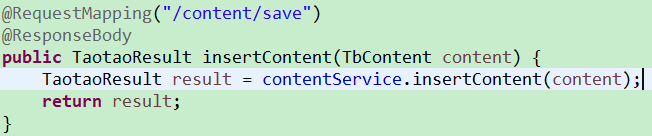 @RequestMapping("/content/save")
@ResponseBody
public TaotaoResult insertContent(TbContent content) {
    TaotaoResult result = contentService.insertContent(content);
    return result;
}